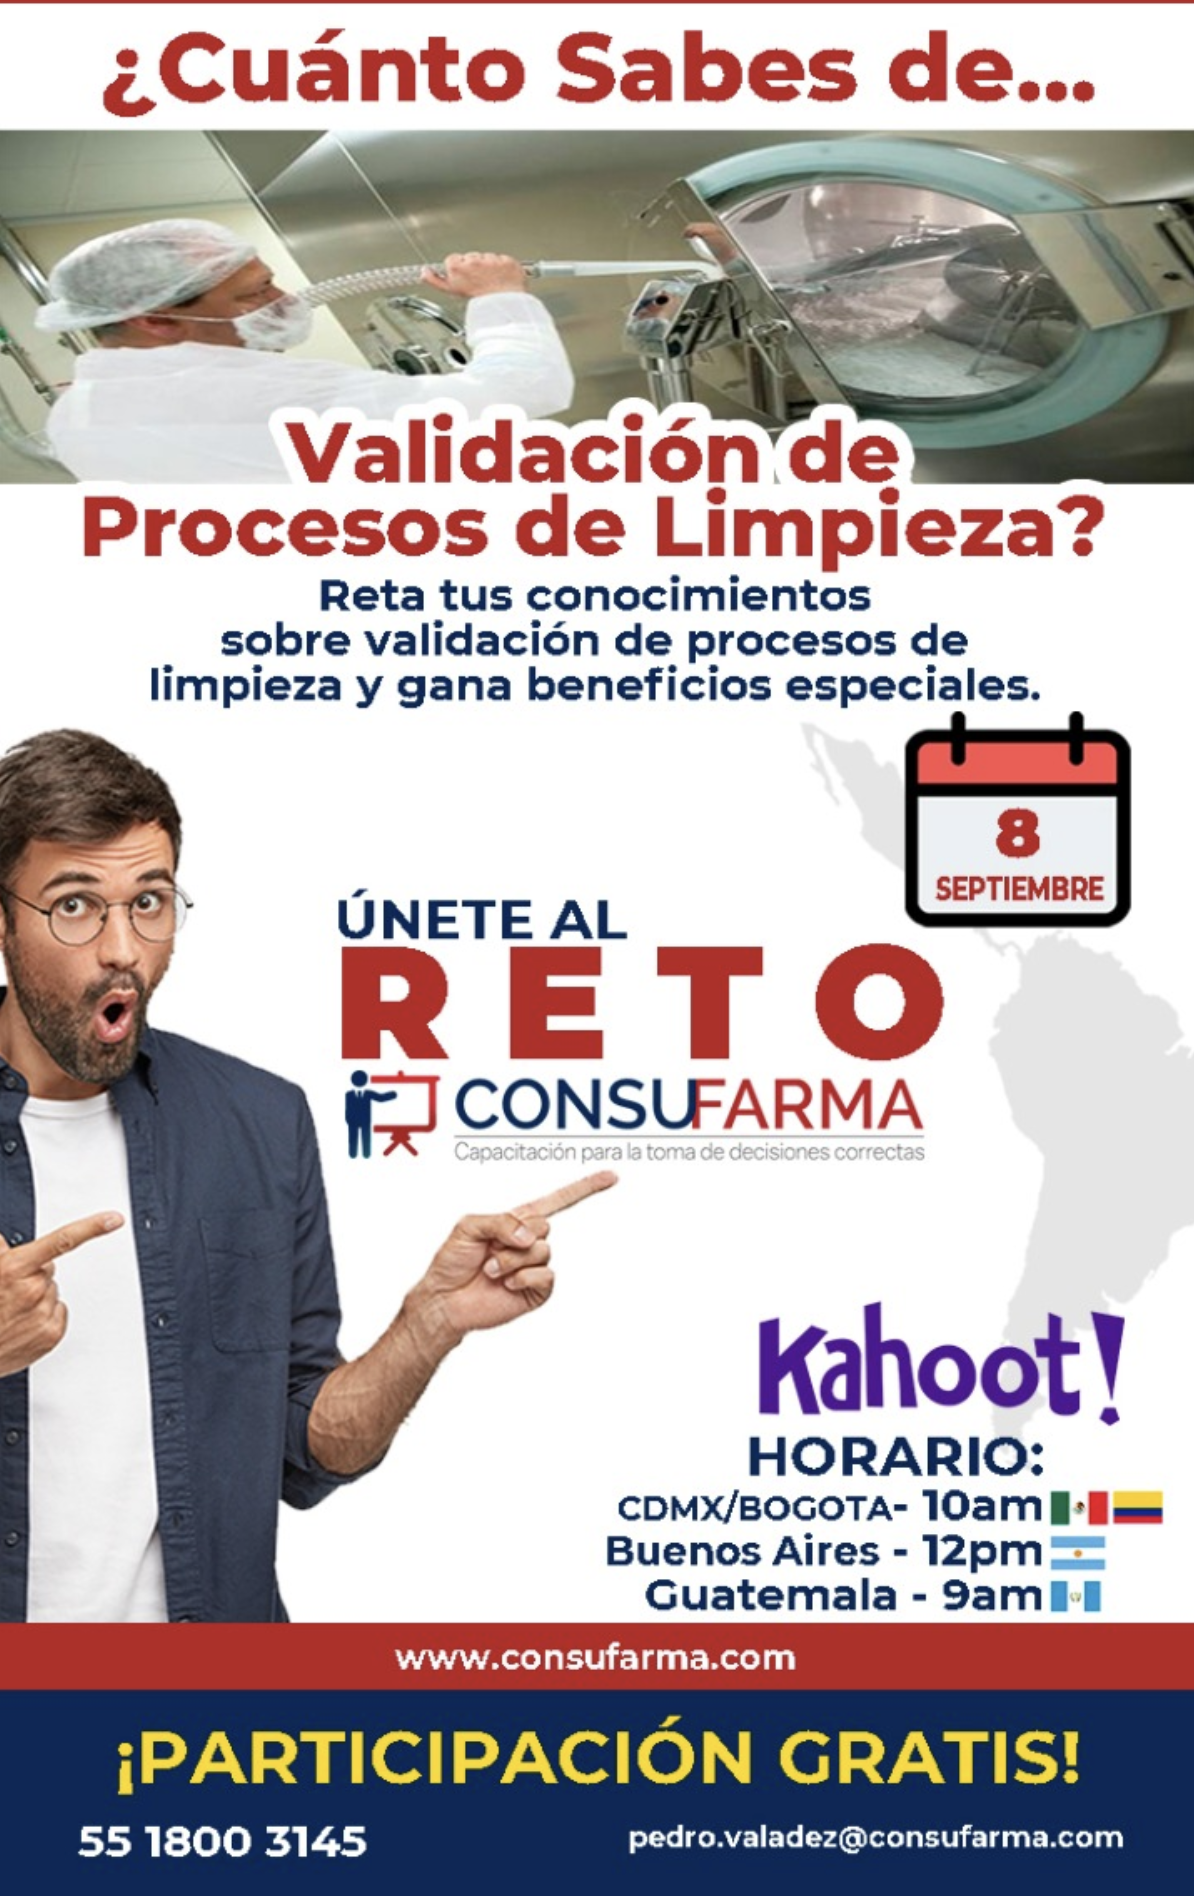 ¿Cuánto Sabes de...
Validación de
Procesos de Limpieza?
Reta tus conocimientos
sobre validación de procesos de
limpieza y gana beneficios especiales.
8
SEPTIEMBRE
ÚNETE AL
RETO
CONSUFARMA
Capacitación para la toma de decisiones correctas
Kahoot!
HORARIO:
CDMX/BOGOTA- 10am
Buenos Aires - 12pm
Guatemala - 9am
www.consufarma.com
¡PARTICIPACIÓN GRATIS!
55 1800 3145
pedro.valadez@consufarma.com